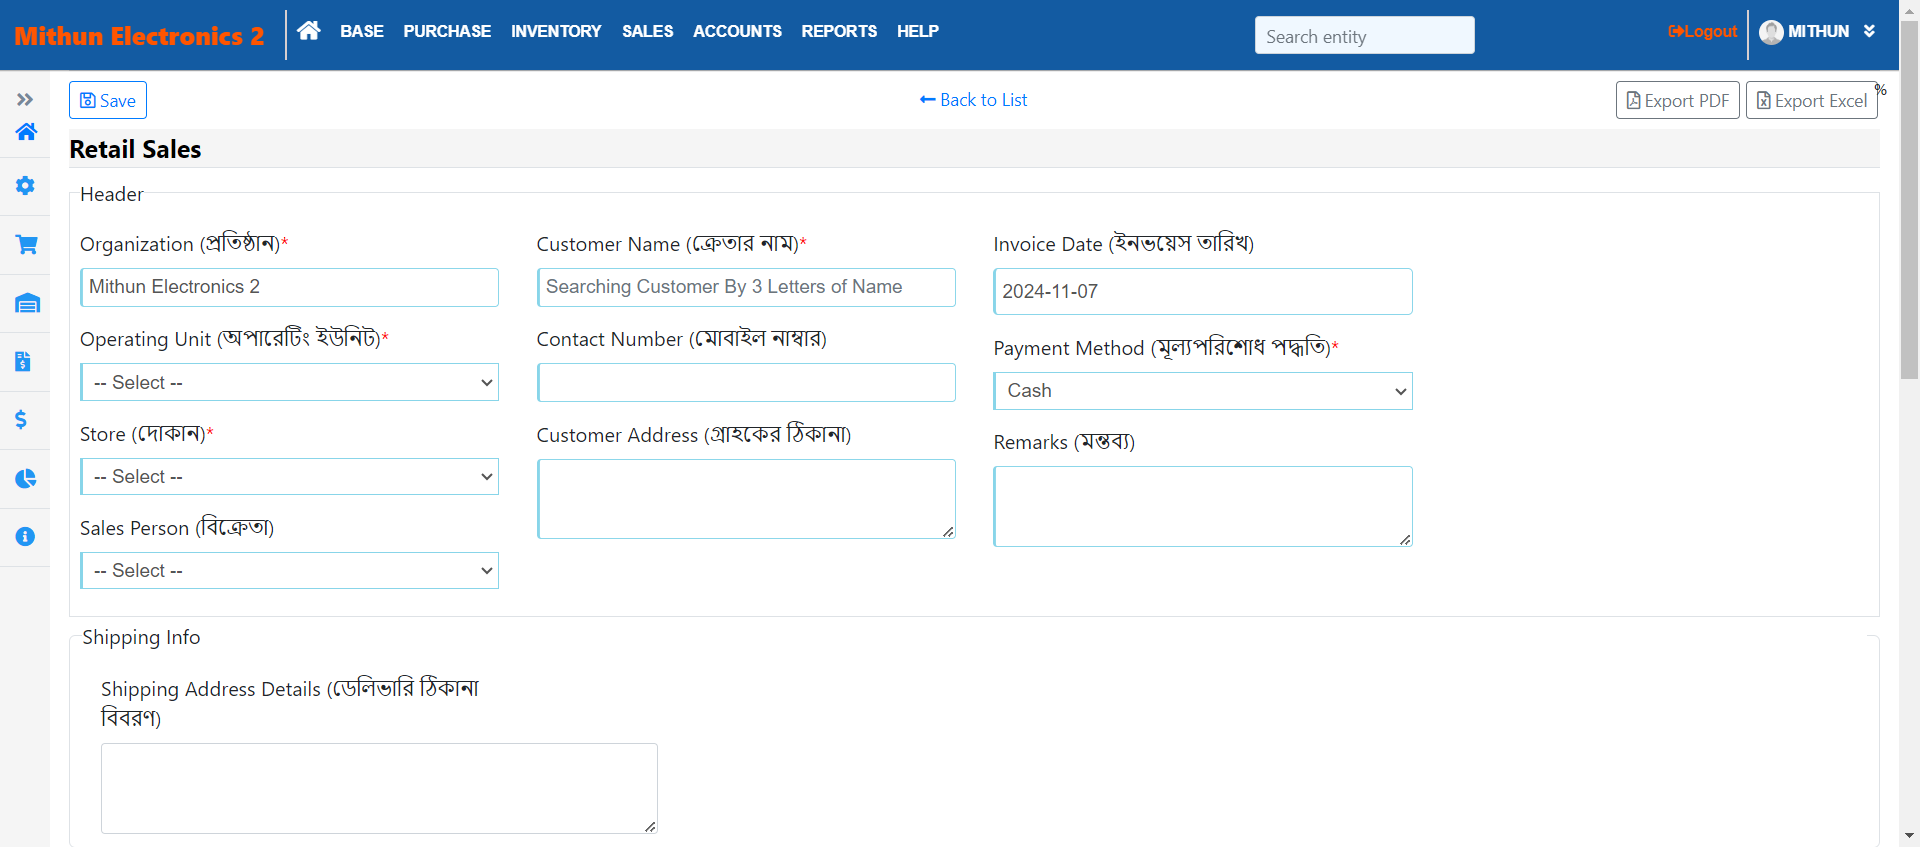 Mithun Electronics 2
BASE PURCHASE INVENTORY SALES ACCOUNTS REPORTS HELP
Search entity
Logout
MITHUN
Save
Back to List
Export PDF
Export Excel
%
Retail Sales
Header
Organization (প্রতিষ্ঠান)*
Mithun Electronics 2
Operating Unit (অপারেটিং ইউনিট)*
-- Select --
Store (দোকান)*
-- Select --
Sales Person (বিক্রেতা)
-- Select --
Customer Name (ক্রেতার নাম)*
Searching Customer By 3 Letters of Name
Contact Number (মোবাইল নাম্বার)
Customer Address (গ্রাহকের ঠিকানা)
Invoice Date (ইনভয়েস তারিখ)
2024-11-07
Payment Method (মূল্যপরিশোধ পদ্ধতি)*
Cash
Remarks (মন্তব্য)
Shipping Info
Shipping Address Details (ডেলিভারি ঠিকানা
বিবরণ)